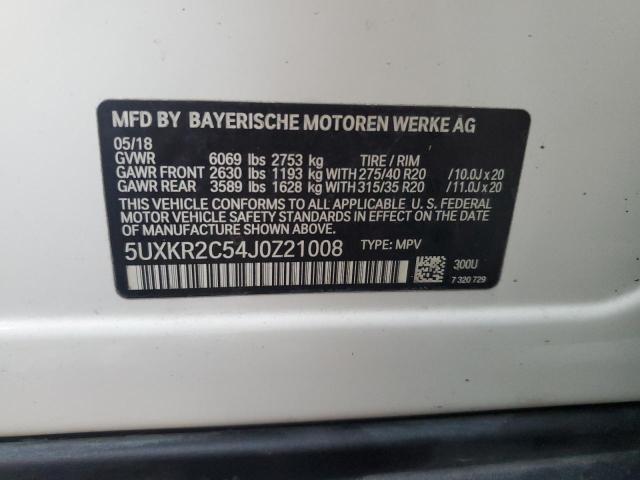 MFD BY BAYERISCHE MOTOREN WERKE AG
05/18
GVWR 6069 lbs 2753 kg TIRE / RIM
GAWR FRONT 2630 lbs 1193 kg WITH 275/40 R20 /10.0J x 20
GAWR REAR 3589 lbs 1628 kg WITH 315/35 R20 /11.0J x 20
THIS VEHICLE CONFORMS TO ALL APPLICABLE U. S. FEDERAL
MOTOR VEHICLE SAFETY STANDARDS IN EFFECT ON THE DATE
OF MANUFACTURE SHOWN ABOVE.
5UXKR2C54J0Z21008 TYPE: MPV
300U
7 320 729